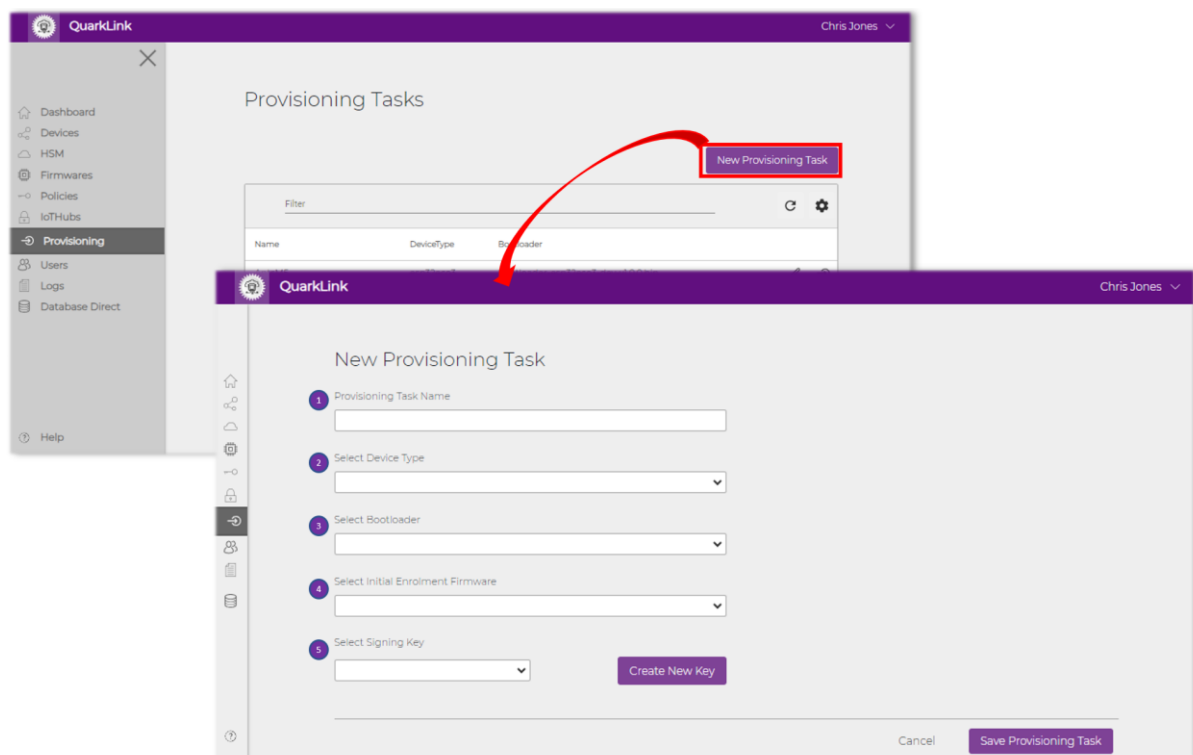 QuarkLink
Chris Jones
Dashboard
Devices
HSM
Firmwares
Policies
IoTHubs
Provisioning
Users
Logs
Database Direct
Help
Provisioning Tasks
New Provisioning Task
Filter
Name DeviceType
QuarkLink
Chris Jones
New Provisioning Task
1 Provisioning Task Name
2 Select Device Type
3 Select Bootloader
4 Select Initial Enrolment Firmware
5 Select Signing Key
Create New Key
Cancel Save Provisioning Task